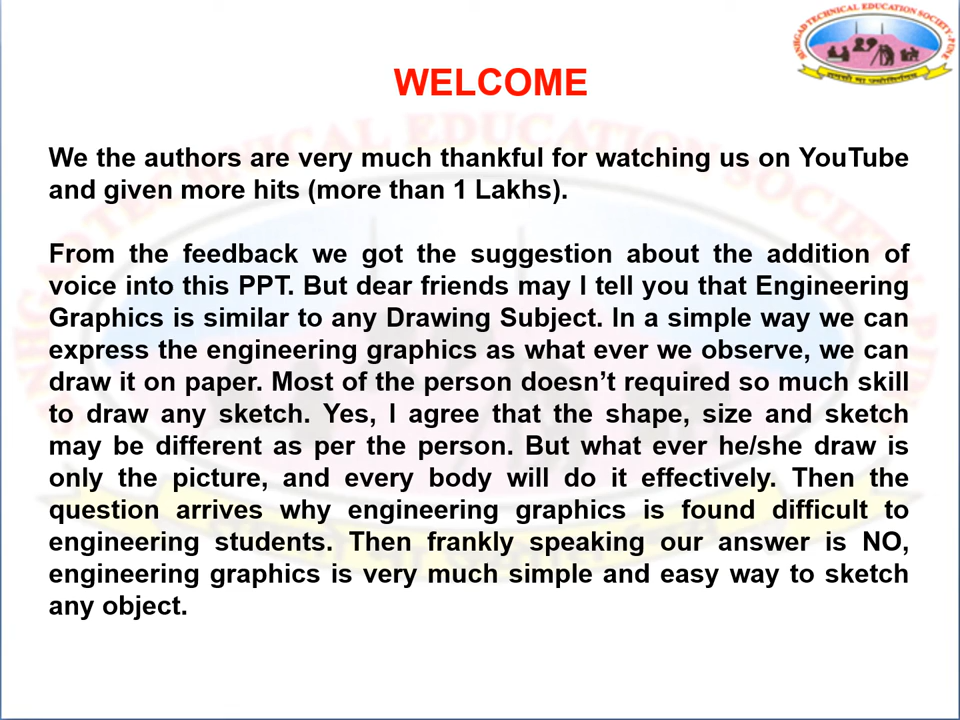 SINHGAD TECHNICAL EDUCATION SOCIETY-PUNE
WELCOME
We the authors are very much thankful for watching us on YouTube
and given more hits (more than 1 Lakhs).
From the feedback we got the suggestion about the addition of
voice into this PPT. But dear friends may I tell you that Engineering
Graphics is similar to any Drawing Subject. In a simple way we can
express the engineering graphics as what ever we observe, we can
draw it on paper. Most of the person doesn’t required so much skill
to draw any sketch. Yes, I agree that the shape, size and sketch
may be different as per the person. But what ever he/she draw is
only the picture, and every body will do it effectively. Then the
question arrives why engineering graphics is found difficult to
engineering students. Then frankly speaking our answer is NO,
engineering graphics is very much simple and easy way to sketch
any object.